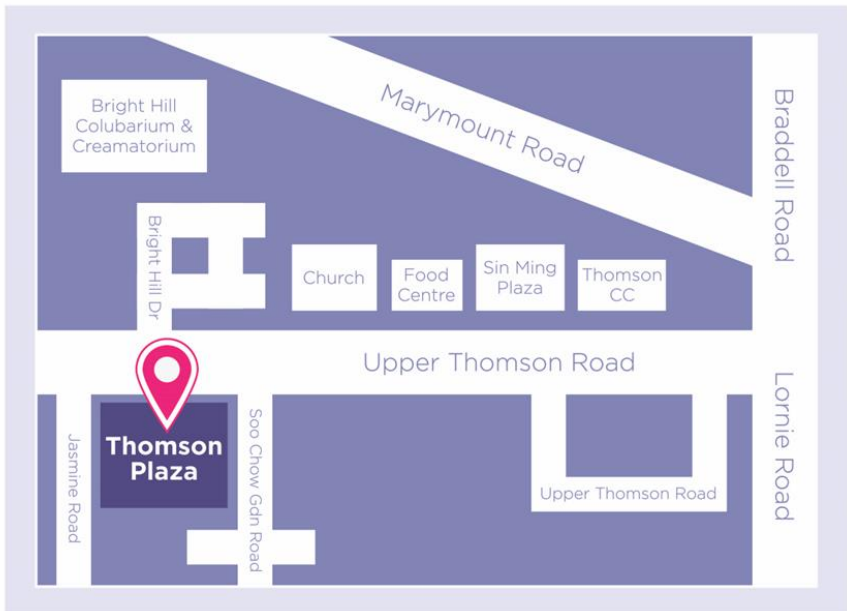 Marymount Road
Braddell Road
Bright Hill
Colubarium &
Creamatorium
Bright Hill Dr
Church
Food
Centre
Sin Ming
Plaza
Thomson
CC
Upper Thomson Road
Jasmine Road
Thomson
Plaza
Soo Chow Gdn Road
Upper Thomson Road
Lornie Road